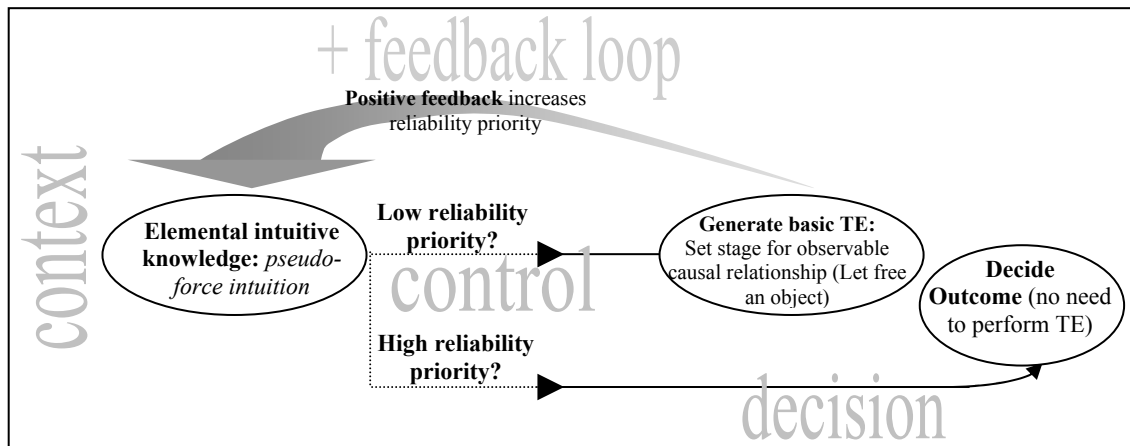 + feedback loop
Positive feedback increases
reliability priority
context
Elemental intuitive
knowledge: pseudo-
force intuition
Low reliability
priority?
control
High reliability
priority?
Generate basic TE:
Set stage for observable
causal relationship (Let free
an object)
Decide
Outcome (no need
to perform TE)
decision